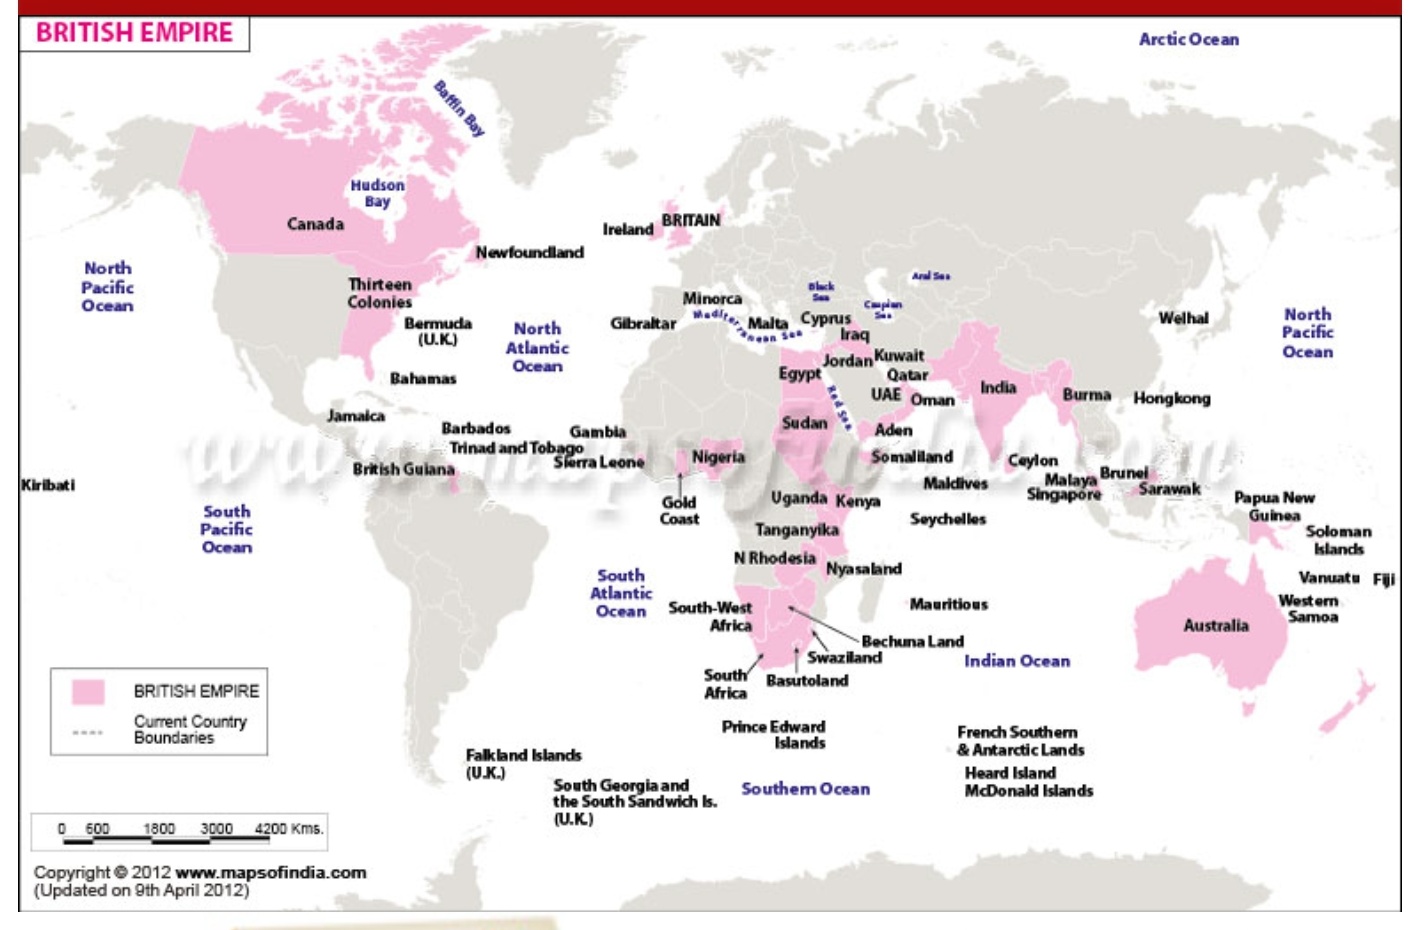 BRITISH EMPIRE
Arctic Ocean
Baffin Bay
Hudson
Bay
Canada
Ireland
BRITAIN
Newfoundland
North
Pacific
Ocean
Thirteen
Colonies
Bermuda
(U.K.)
North
Atlantic
Ocean
Gibraltar
Minorca
Mediterranean Sea
Malta
Black
Sea
Cyprus
Caspian
Sea
Aral Sea
Iraq
Welhal
North
Pacific
Ocean
Bahamas
Jordan
Kuwait
Egypt
Qatar
Red Sea
UAE
Oman
India
Burma
Hongkong
Jamaica
Barbados
Gambia
Sudan
Aden
Trinad and Tobago
Sierra Leone
Nigeria
Somaliland
Ceylon
British Guiana
www.mapsofindia.com
Kiribati
Maldives
Malaya
Brunei
Singapore
Sarawak
Gold
Coast
Uganda
Kenya
Papua New
Guinea
South
Pacific
Ocean
Seychelles
Tanganyika
Soloman
Islands
N Rhodesia
Nyasaland
Vanuatu
Fiji
South
Atlantic
Ocean
South-West
Africa
Mauritious
Western
Samoa
Australia
Bechuna Land
Swaziland
Indian Ocean
South
Africa
Basutoland
BRITISH EMPIRE
Current Country
Boundaries
Prince Edward
Islands
French Southern
& Antarctic Lands
Falkland Islands
(U.K.)
Heard Island
McDonald Islands
South Georgia and
the South Sandwich Is.
(U.K.)
Southern Ocean
0 600 1800 3000 4200 Kms.
Copyright © 2012 www.mapsofindia.com
(Updated on 9th April 2012)